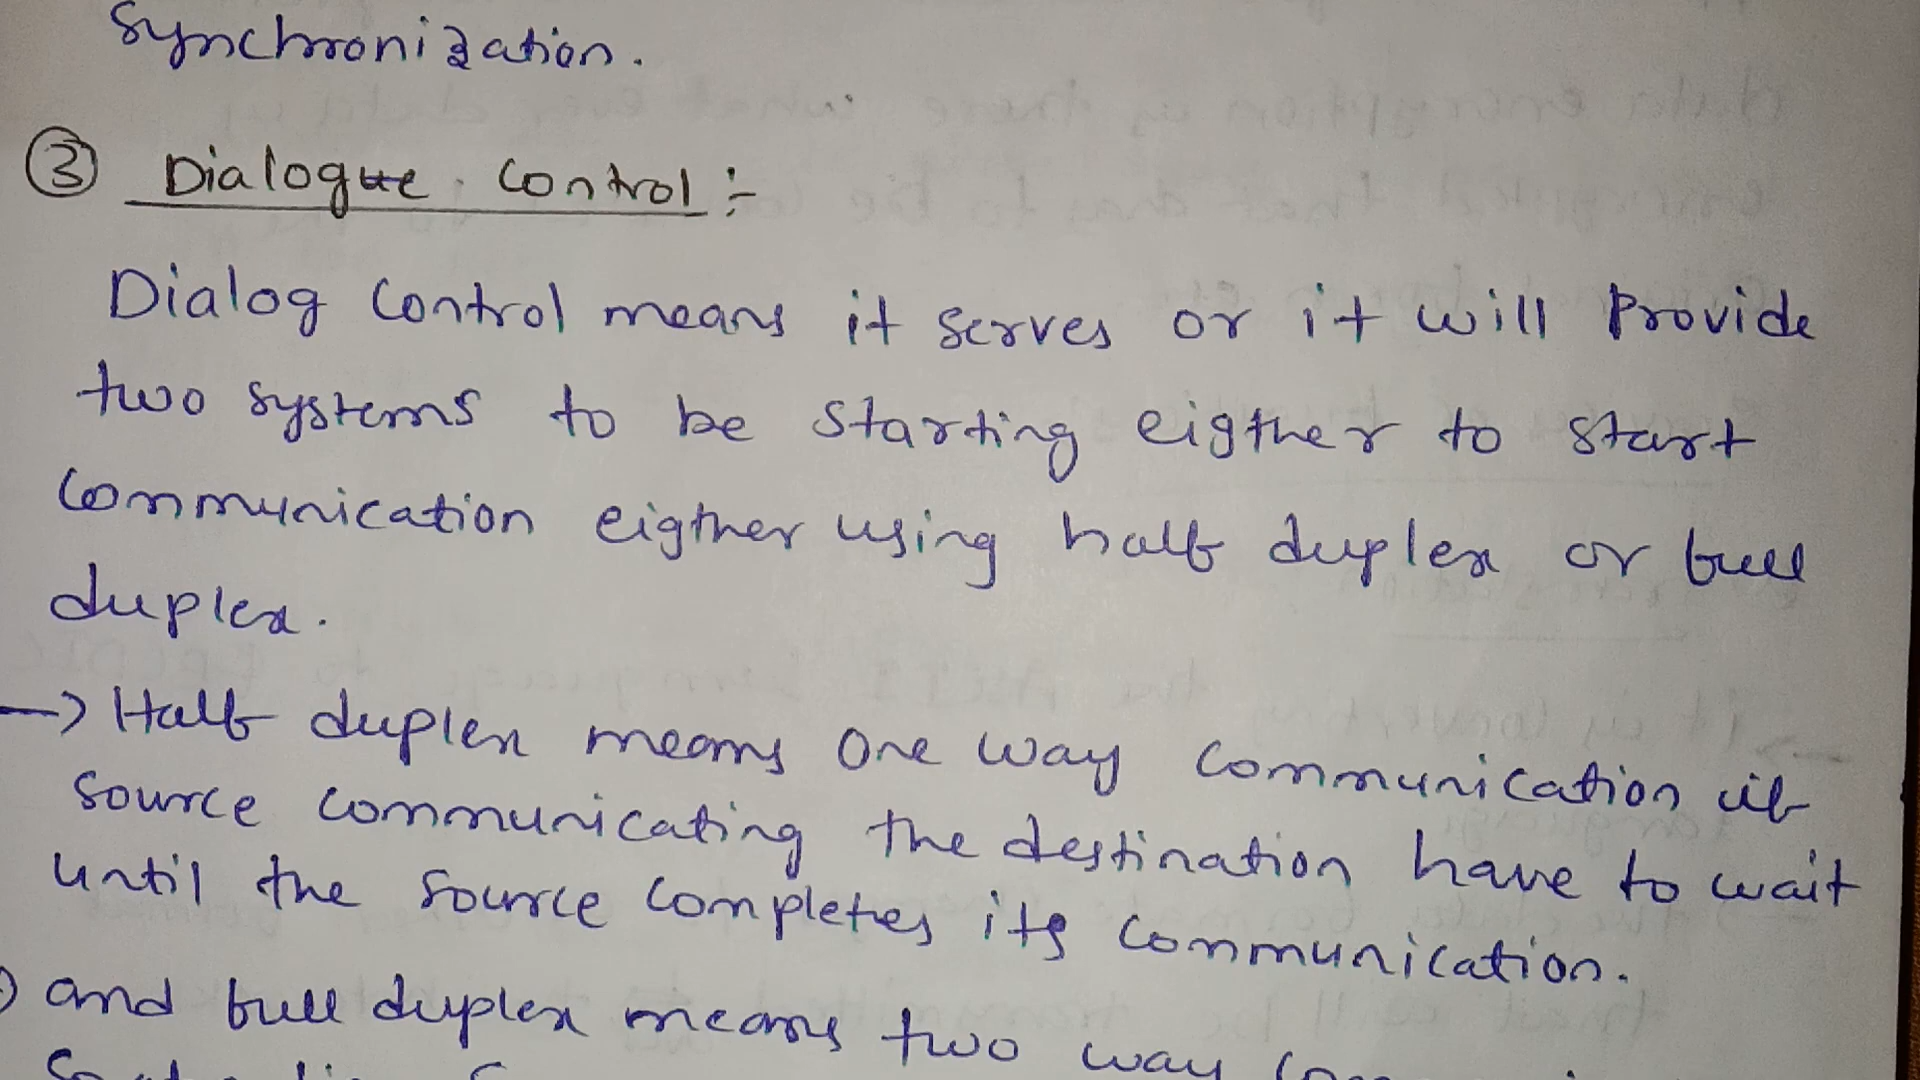 Synchronization.
③ Dialogue Control :-
Dialog Control means it serves or it will Provide
two systems to be starting eigther to start
communication eigther using half duplex or full
duplex.
-> Half duplex means one way communication if
source communicating the destination have to wait
until the source completes its communication.
and full duplex means two way